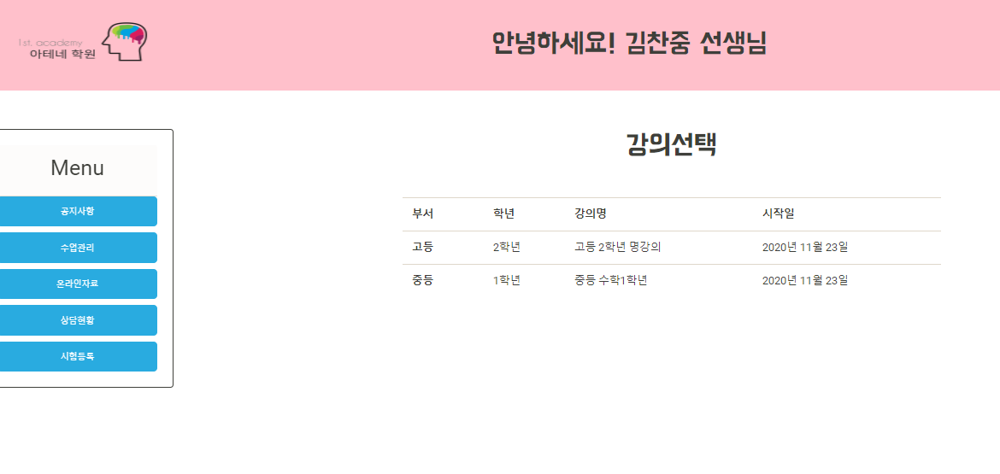 1st. academy
아테네 학원
안녕하세요! 김찬중 선생님
강의선택
Menu
공지사항
수업관리
온라인자료
상담현황
시험등록
부서 학년 강의명 시작일
고등 2학년 고등 2학년 명강의 2020년 11월 23일
중등 1학년 중등 수학1학년 2020년 11월 23일